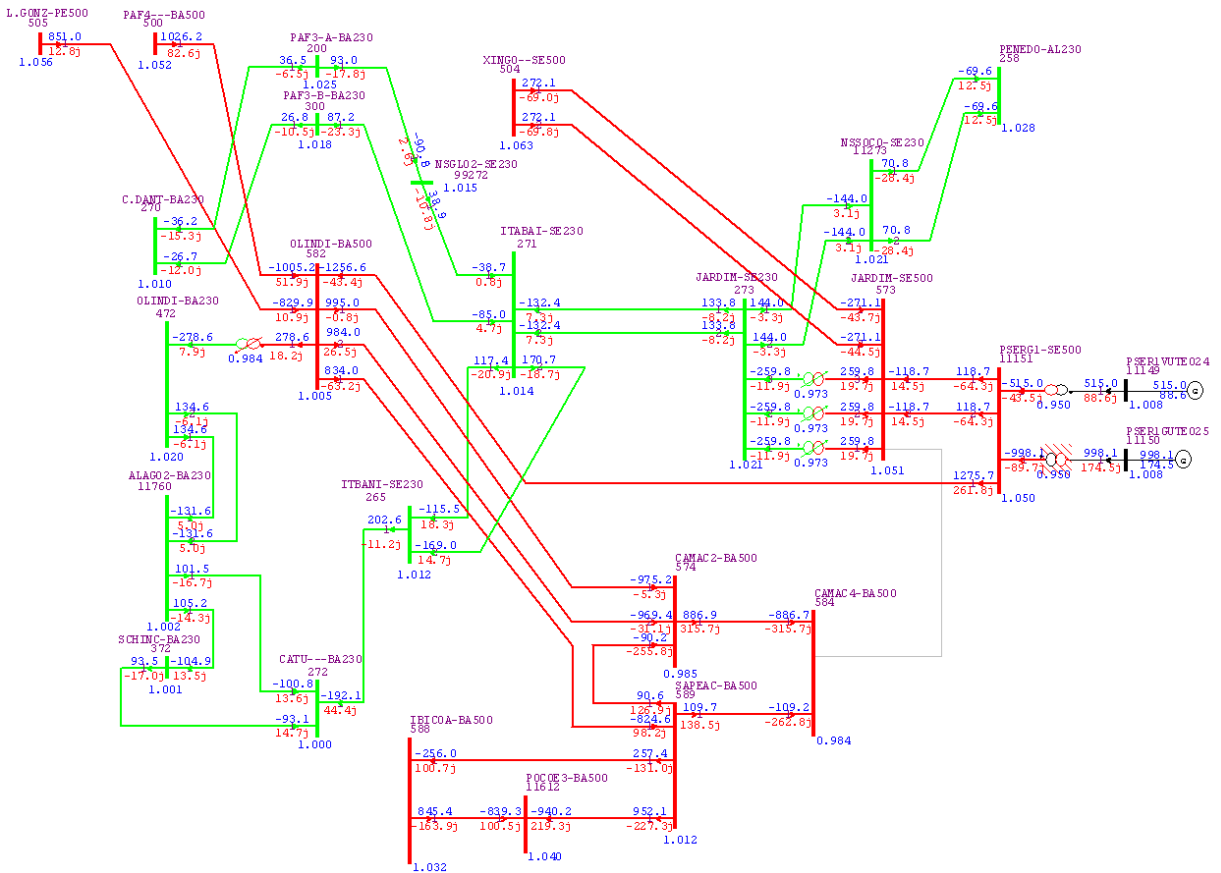 L.GONZ-PE500
505
851.0
12.8j
1.056
PAF4---BA500
500
1026.2
82.6j
1.052
PAF3-A-BA230
200
36.5 93.0
-6.5j -17.8j
1.025
PAF3-B-BA230
300
26.8 87.2
-10.5j -23.3j
1.018
XINGO--SE500
504
272.1
-69.0j
272.1
-69.8j
1.063
PENEDO-AL230
258
-69.6
12.5j
-69.6
12.5j
1.028
-90.8
2.6j
NSGLO2-SE230
99272
1.015
38.9
-10.8j
NSSOCO-SE230
11273
70.8
-28.4j
-144.0
3.1j
-144.0 70.8
3.1j -28.4j
1.021
C.DANT-BA230
270
-36.2
-15.3j
-26.7
-12.0j
1.010
OLINDI-BA500
582
-1005.2 -1256.6
51.9j -43.4j
-829.9 995.0
10.9j -0.8j
278.6 984.0
18.2j 26.5j
834.0
-63.2j
1.005
OLINDI-BA230
472
-278.6
7.9j
0.984
134.6
-6.1j
134.6
-6.1j
1.020
ITABAI-SE230
271
-38.7
0.8j
-132.4
7.3j
-85.0 -132.4
4.7j 7.3j
117.4 170.7
-20.9j -18.7j
1.014
JARDIM-SE230
273
133.8 144.0
-8.2j -3.3j
133.8 144.0
-8.2j -3.3j
-259.8
-11.9j
0.973
-259.8
-11.9j
0.973
-259.8
-11.9j
0.973
1.021
JARDIM-SE500
573
-271.1
-43.7j
-271.1
-44.5j
259.8 -118.7
19.7j 14.5j
259.8 -118.7
19.7j 14.5j
259.8
19.7j
1.051
PSERG1-SE500
11151
118.7 -515.0
-64.3j -43.5j
118.7
-64.3j
-998.1
-89.7j
1275.7
261.8j
1.050
0.950
0.950
PSER1VUTE024
11149
515.0 515.0
88.6j 88.6
1.008
PSER1GUTE025
11150
998.1 998.1
174.5j 174.5
1.008
ALAGO2-BA230
11760
-131.6
5.0j
-131.6
5.0j
101.5
-16.7j
105.2
-14.3j
1.002
ITBANI-SE230
265
202.6 -115.5
-11.2j 18.3j
-169.0
14.7j
1.012
SCHINC-BA230
372
93.5 -104.9
-17.0j 13.5j
1.001
CATU---BA230
272
-100.8
13.6j
-192.1
44.4j
-93.1
14.7j
1.000
CAMAC2-BA500
574
-975.2
-5.3j
-969.4 886.9
-31.1j 315.7j
-90.2
-255.8j
0.985
CAMAC4-BA500
584
-886.7
-315.7j
-109.2
-262.8j
0.984
SAPEAC-BA500
589
90.6
126.9j
109.7
138.5j
-824.6
98.2j
257.4
-131.0j
952.1
-227.3j
1.012
IBICOA-BA500
588
-256.0
100.7j
845.4
-163.9j
1.032
POCOE3-BA500
11612
-839.3 -940.2
100.5j 219.3j
1.040